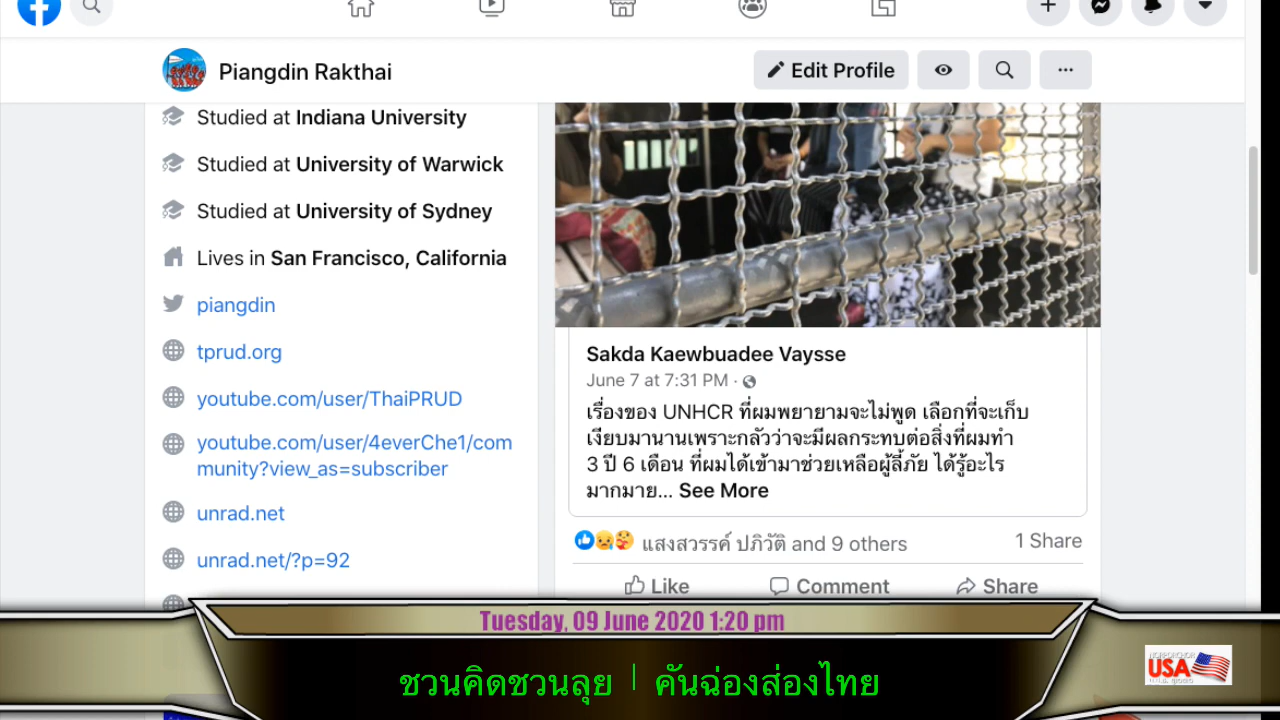 Piangdin Rakthai
Edit Profile
Studied at Indiana University
Studied at University of Warwick
Studied at University of Sydney
Lives in San Francisco, California
piangdin
tprud.org
youtube.com/user/ThaiPRUD
youtube.com/user/4everChe1/com
munity?view_as=subscriber
unrad.net
unrad.net/?p=92
Sakda Kaewbuadee Vaysse
June 7 at 7:31 PM ·
เรื่องของ UNHCR ที่ผมพยายามจะไม่พูด เลือกที่จะเก็บ
เงียบมานานเพราะกลัวว่าจะมีผลกระทบต่อสิ่งที่ผมทำ
3 ปี 6 เดือน ที่ผมได้เข้ามาช่วยเหลือผู้ลี้ภัย ได้รู้อะไร
มากมาย... See More
แสงสวรรค์ ปภิวัติ and 9 others
1 Share
Like
Comment
Share
Tuesday, 09 June 2020 1:20 pm
ชวนคิดชวนลุย | คันฉ่องส่องไทย
USA